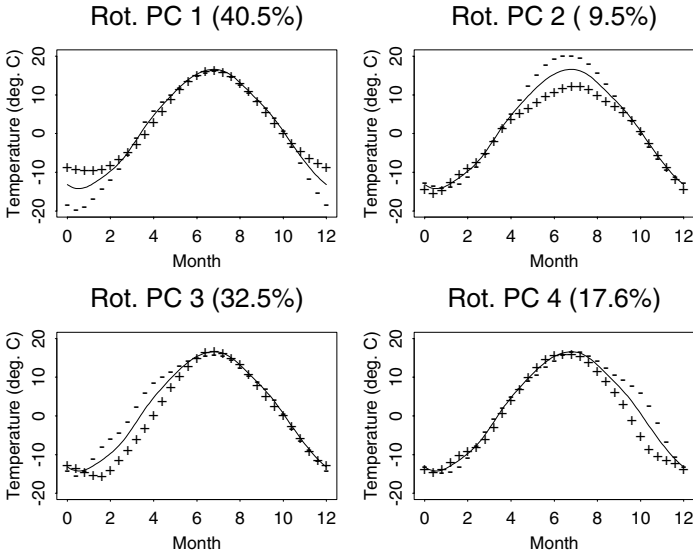 Rot. PC 1 (40.5%)
Temperature (deg. C)
20
10
0
-10
-20
0 2 4 6 8 10 12
Month
Rot. PC 2 ( 9.5%)
Temperature (deg. C)
20
10
0
-10
-20
0 2 4 6 8 10 12
Month
Rot. PC 3 (32.5%)
Temperature (deg. C)
20
10
0
-10
-20
0 2 4 6 8 10 12
Month
Rot. PC 4 (17.6%)
Temperature (deg. C)
20
10
0
-10
-20
0 2 4 6 8 10 12
Month